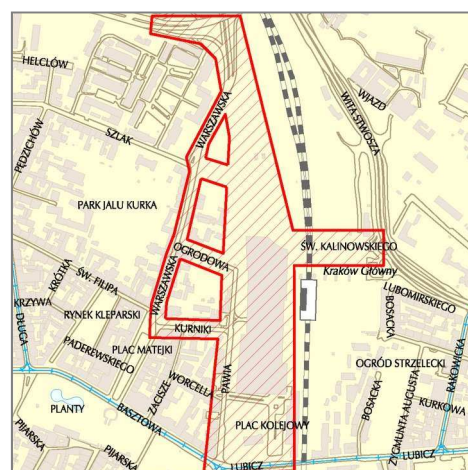 HELCLÓW
PĘDZICHÓW
SZLAK
WARSZAWSKA
WJAZD
WITA STWOSZA
PARK JALU KURKA
OGRODOWA
ŚW. KALINOWSKIEGO
Kraków Główny
KRÓTKA
ŚW. FILIPA
WARSZAWSKA
LUBOMIRSKIEGO
BOSACKA
RAKOWICKA
KRZYWA
DŁUGA
RYNEK KLEPARSKI
KURNIKI
PADEREWSKIEGO
PLAC MATEJKI
ZACISZE
WORCELLA
PAWIA
OGRÓD STRZELECKI
BOSACKA
ZYGMUNTA AUGUSTA
KURKOWA
PLANTY
BASZTOWA
PLAC KOLEJOWY
PIJARSKA
PIJARSKA
LUBICZ
LUBICZ